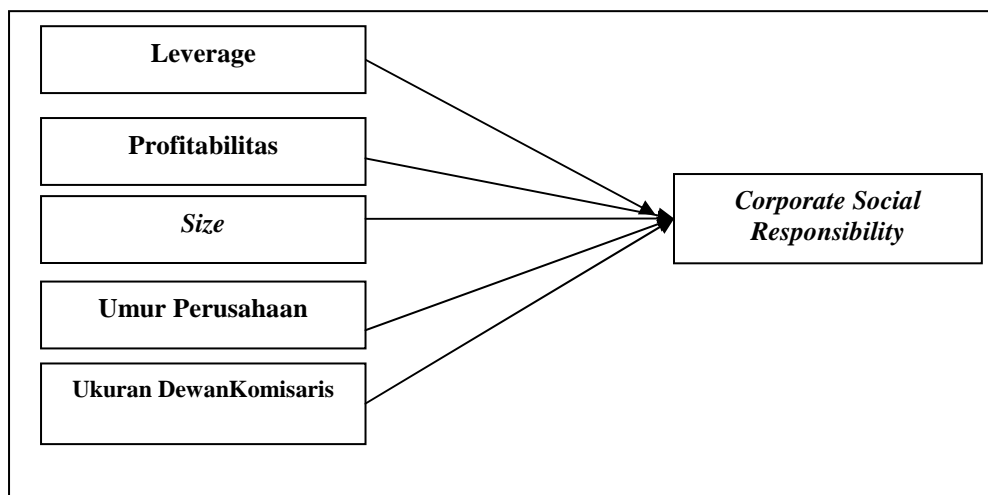 Leverage
Profitabilitas
Size
Umur Perusahaan
Ukuran DewanKomisaris
Corporate Social
Responsibility